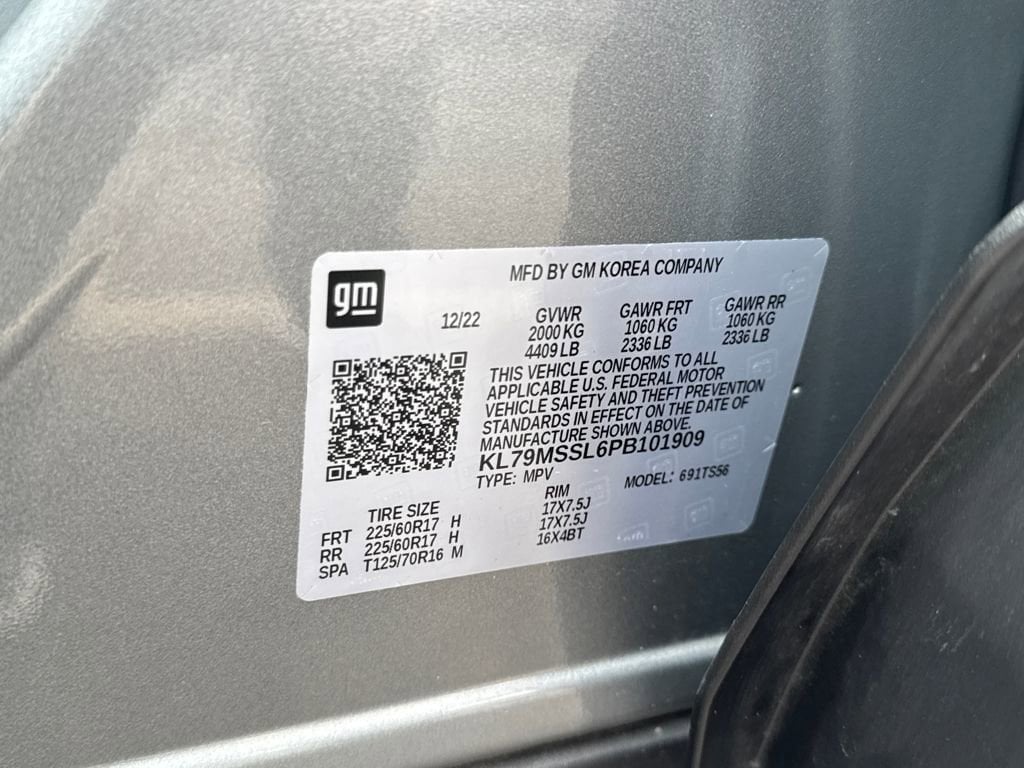 gm
MFD BY GM KOREA COMPANY
12/22 GVWR GAWR FRT GAWR RR
2000 KG 1060 KG 1060 KG
4409 LB 2336 LB 2336 LB
THIS VEHICLE CONFORMS TO ALL
APPLICABLE U.S. FEDERAL MOTOR
VEHICLE SAFETY AND THEFT PREVENTION
STANDARDS IN EFFECT ON THE DATE OF
MANUFACTURE SHOWN ABOVE.
KL79MSSL6PB101909
TYPE: MPV MODEL: 691TS56
TIRE SIZE RIM
FRT 225/60R17 H 17X7.5J
RR 225/60R17 H 17X7.5J
SPA T125/70R16 M 16X4BT